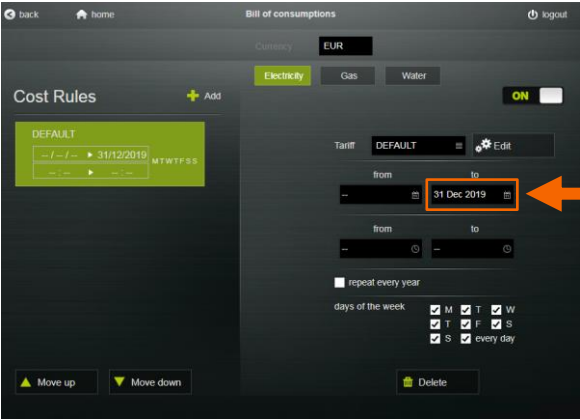 back home Bill of consumptions logout
Currency EUR
Electricity Gas Water
Cost Rules Add
ON
DEFAULT
-- / -- / -- ▸ 31/12/2019 MTWTFSS
-- : -- ▸ -- : --
Tariff DEFAULT Edit
from to
-- 31 Dec 2019
from to
-- --
repeat every year
days of the week M T W
T F S
S every day
Move up Move down Delete